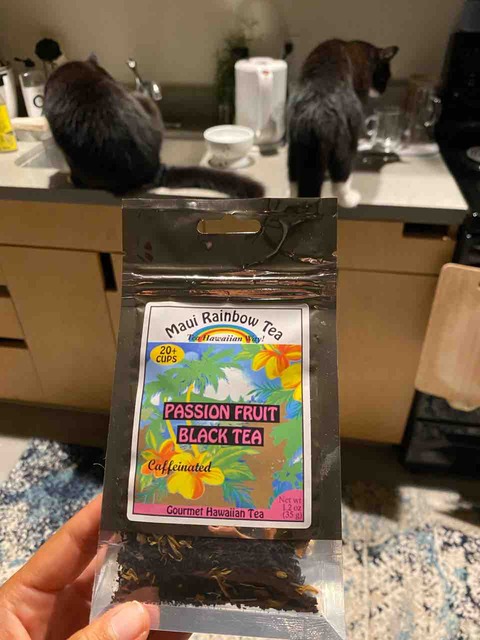 Maui Rainbow Tea
Tea Hawaiian Way!
20+
CUPS
PASSION FRUIT
BLACK TEA
Caffeinated
Net wt
1.2 oz
(35 g)
Gourmet Hawaiian Tea